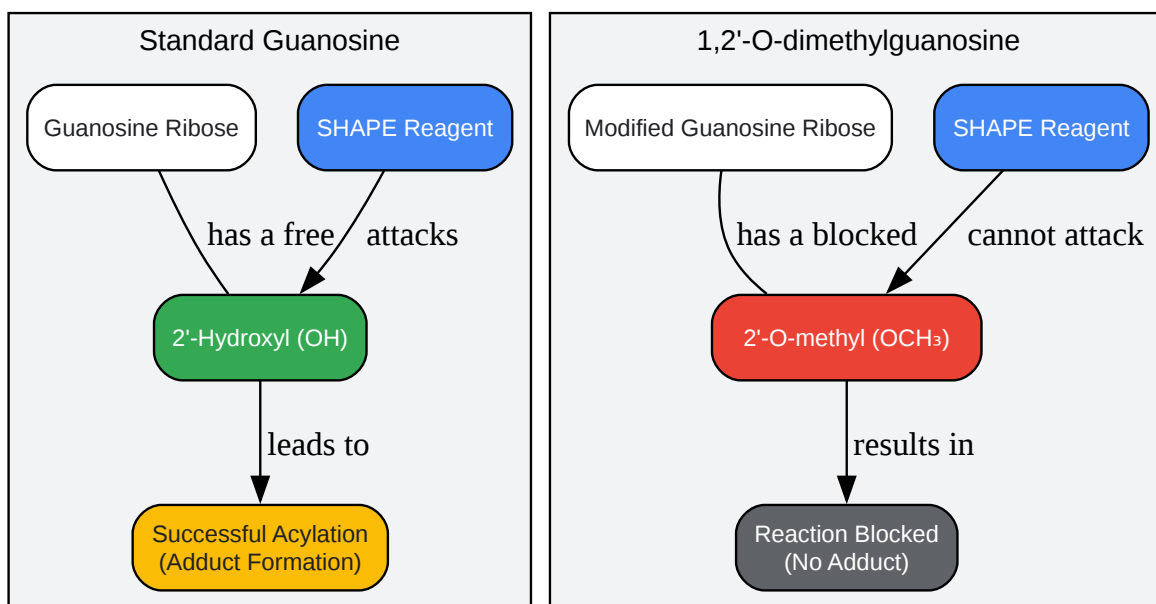 Standard Guanosine
Guanosine Ribose
SHAPE Reagent
has a free
attacks
2'-Hydroxyl (OH)
leads to
Successful Acylation
(Adduct Formation)
1,2'-O-dimethylguanosine
Modified Guanosine Ribose
SHAPE Reagent
has a blocked
cannot attack
2'-O-methyl (OCH₃)
results in
Reaction Blocked
(No Adduct)